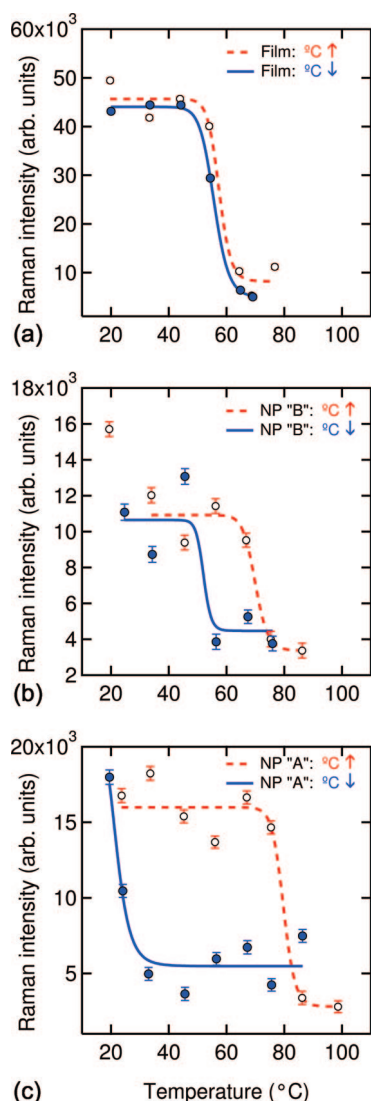 60x10³
Film: ºC ↑
Film: ºC ↓
50
40
30
20
10
Raman intensity (arb. units)
(a)
20 40 60 80 100
18x10³
NP "B": ºC ↑
NP "B": ºC ↓
16
14
12
10
8
6
4
2
Raman intensity (arb. units)
(b)
20 40 60 80 100
20x10³
NP "A": ºC ↑
NP "A": ºC ↓
15
10
5
Raman intensity (arb. units)
(c)
20 40 60 80 100
Temperature (°C)